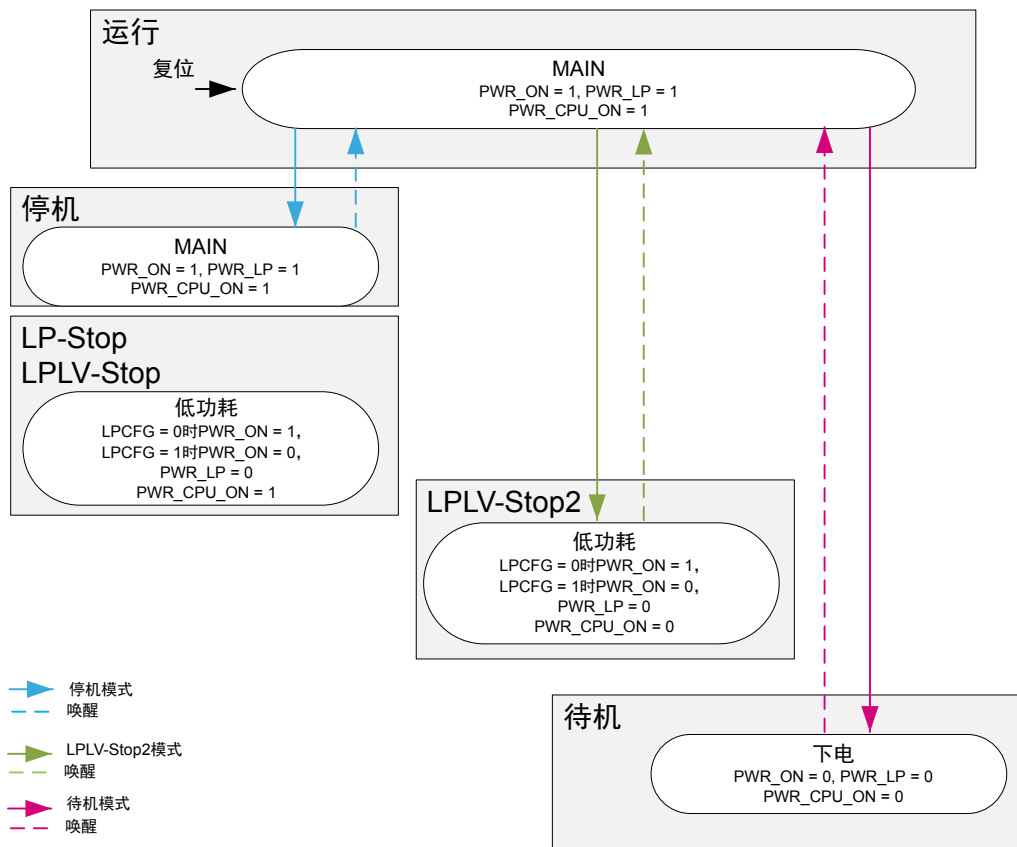 运行
复位
MAIN
PWR_ON = 1, PWR_LP = 1
PWR_CPU_ON = 1
停机
MAIN
PWR_ON = 1, PWR_LP = 1
PWR_CPU_ON = 1
LP-Stop
LPLV-Stop
低功耗
LPCFG = 0时PWR_ON = 1,
LPCFG = 1时PWR_ON = 0,
PWR_LP = 0
PWR_CPU_ON = 1
LPLV-Stop2
低功耗
LPCFG = 0时PWR_ON = 1,
LPCFG = 1时PWR_ON = 0,
PWR_LP = 0
PWR_CPU_ON = 0
待机
下电
PWR_ON = 0, PWR_LP = 0
PWR_CPU_ON = 0
停机模式
唤醒
LPLV-Stop2模式
唤醒
待机模式
唤醒